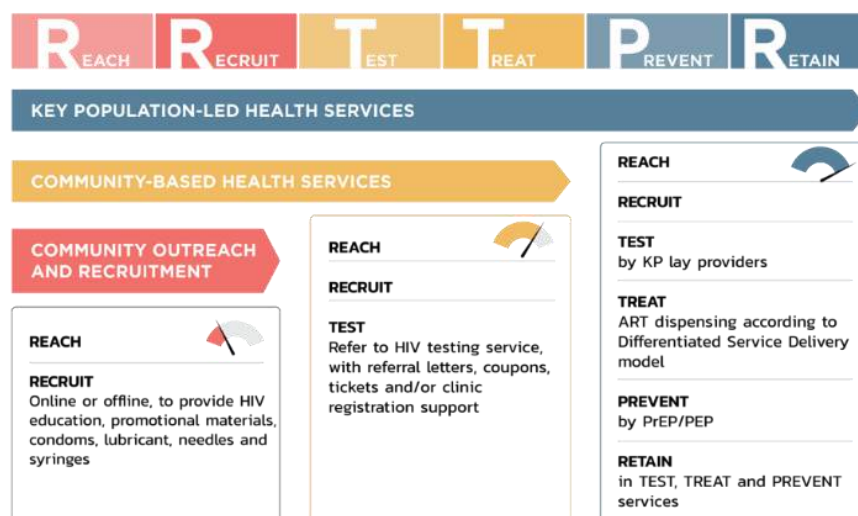 REACH RECRUIT TEST TREAT PREVENT RETAIN
KEY POPULATION-LED HEALTH SERVICES
COMMUNITY-BASED HEALTH SERVICES
COMMUNITY OUTREACH
AND RECRUITMENT
REACH
RECRUIT
Online or offline, to provide HIV
education, promotional materials,
condoms, lubricant, needles and
syringes
REACH
RECRUIT
TEST
Refer to HIV testing service,
with referral letters, coupons,
tickets and/or clinic
registration support
REACH
RECRUIT
TEST
by KP lay providers
TREAT
ART dispensing according to
Differentiated Service Delivery
model
PREVENT
by PrEP/PEP
RETAIN
in TEST, TREAT and PREVENT
services